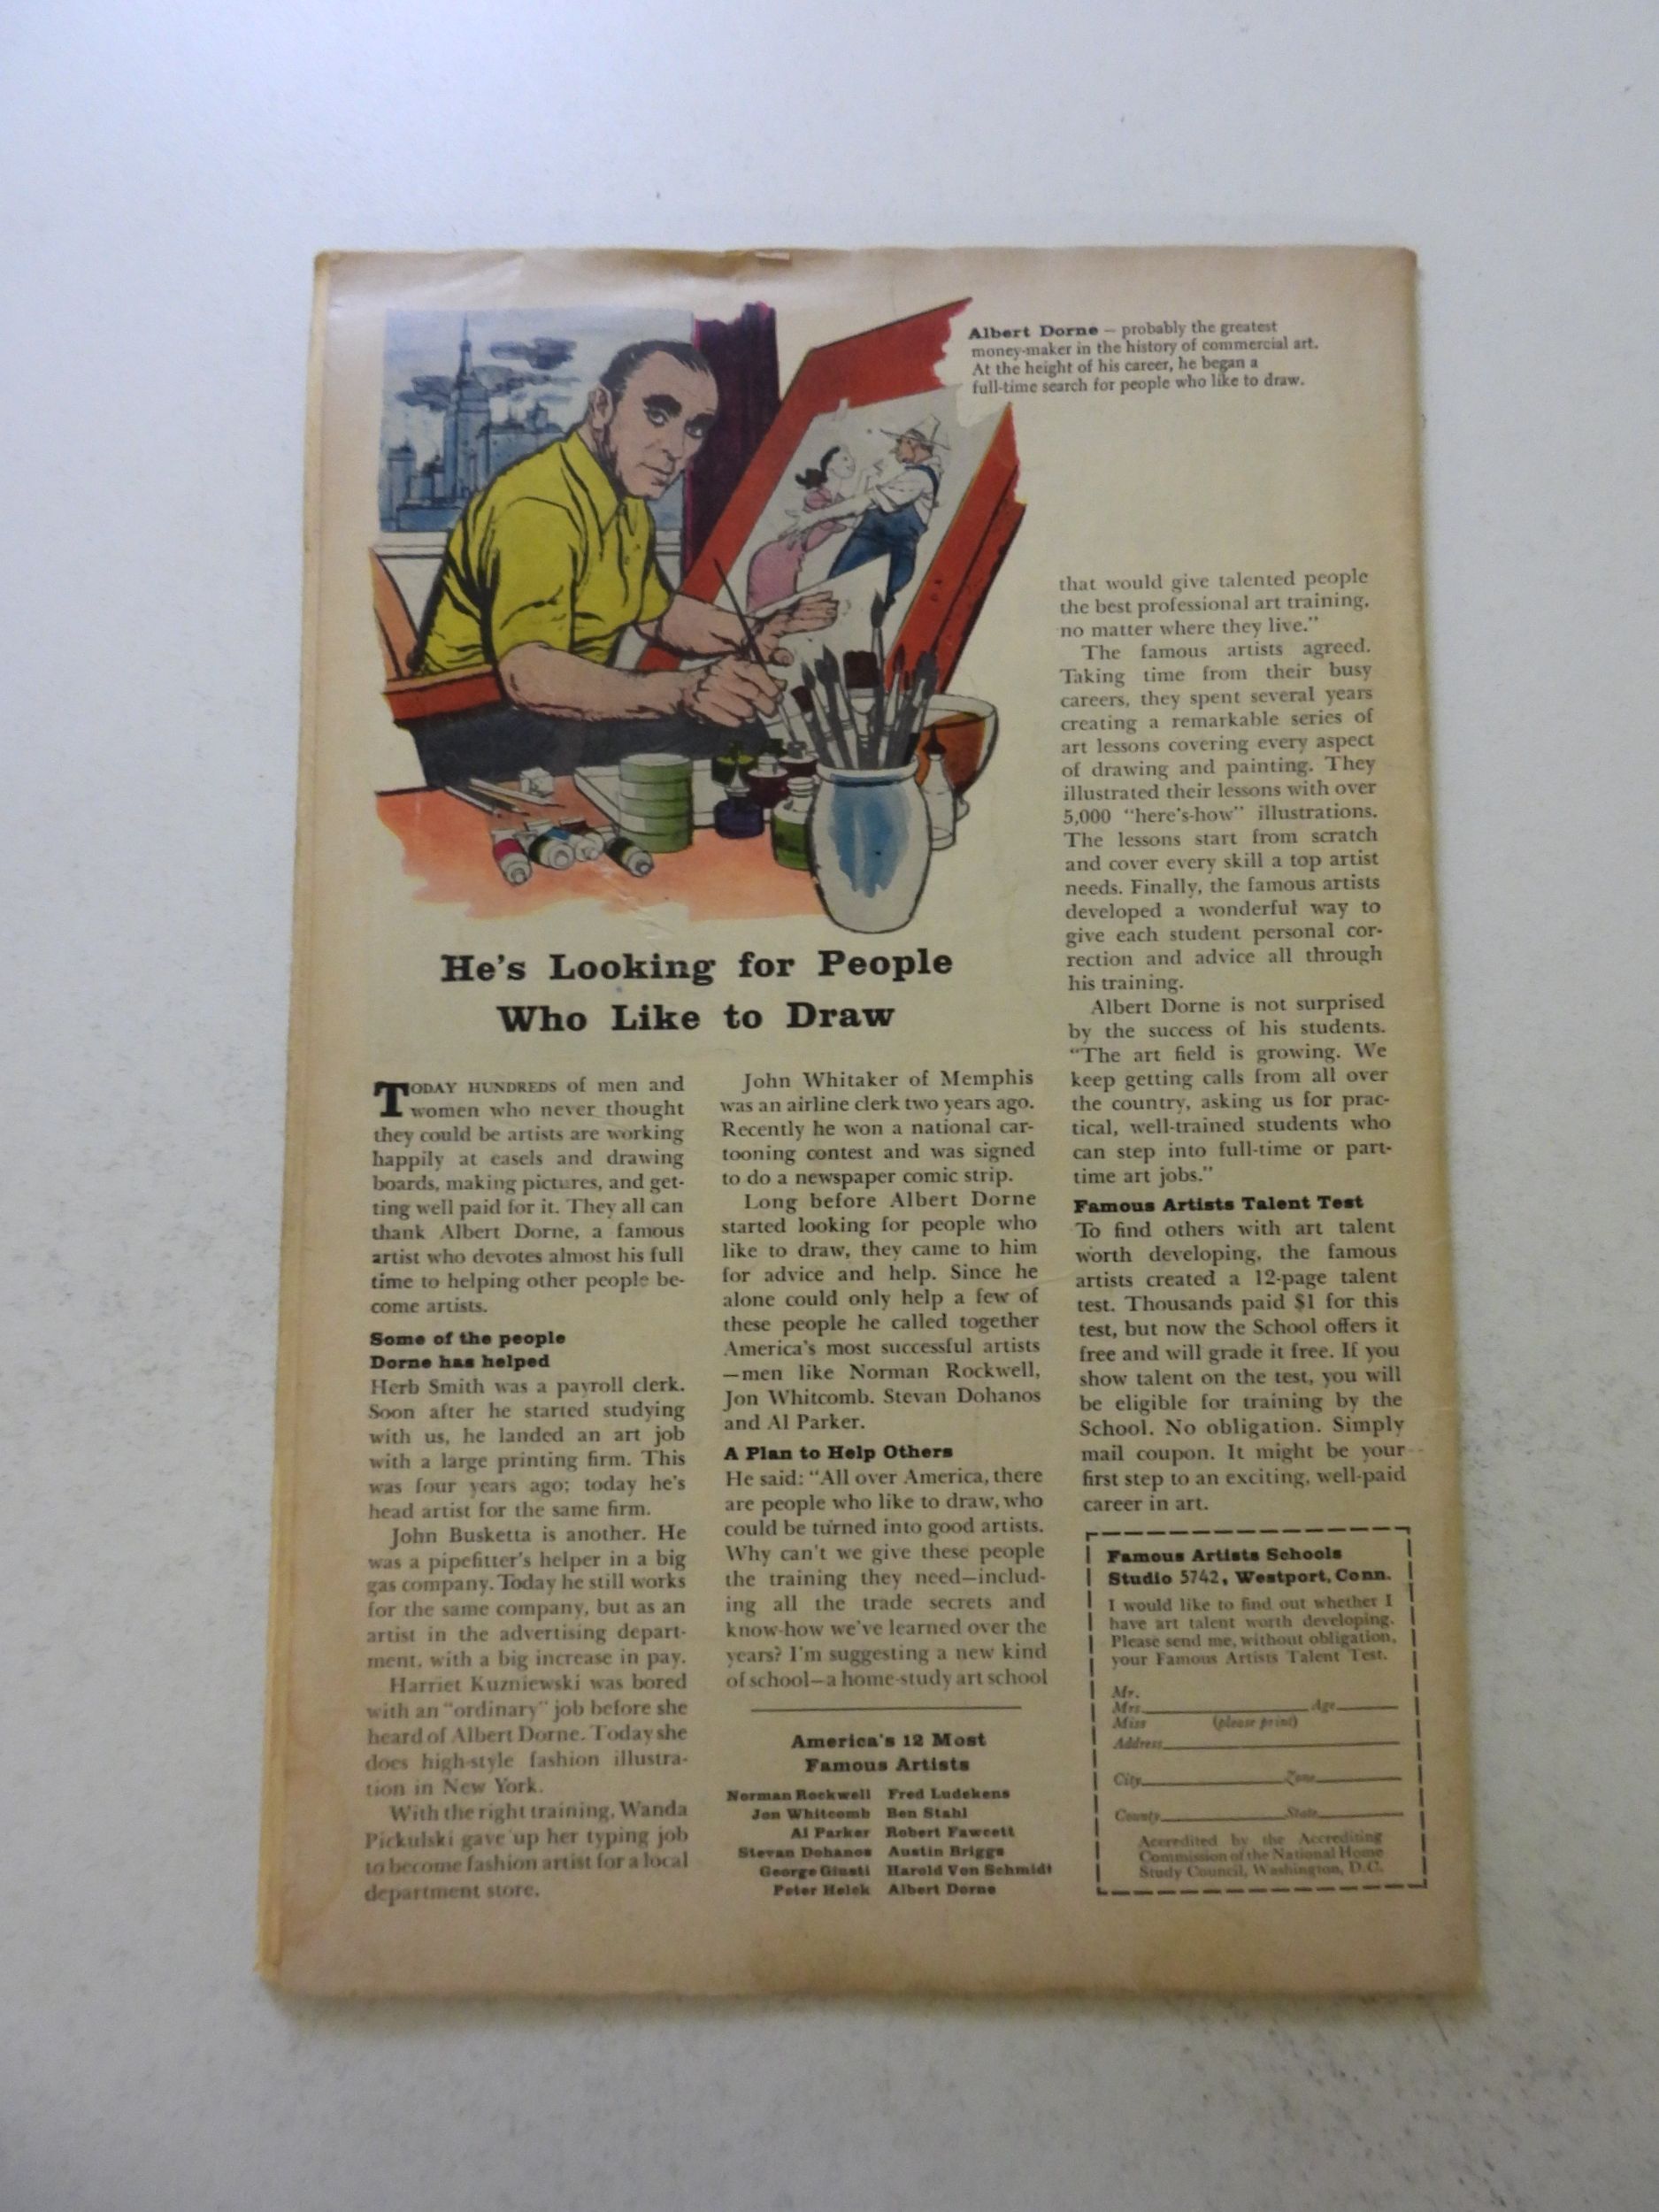 Albert Dorne – probably the greatest
money-maker in the history of commercial art.
At the height of his career, he began a
full-time search for people who like to draw.
He's Looking for People
Who Like to Draw
TODAY HUNDREDS of men and
women who never thought
they could be artists are working
happily at easels and drawing
boards, making pictures, and get-
ting well paid for it. They all can
thank Albert Dorne, a famous
artist who devotes almost his full
time to helping other people be-
come artists.
Some of the people
Dorne has helped
Herb Smith was a payroll clerk.
Soon after he started studying
with us, he landed an art job
with a large printing firm. This
was four years ago; today he's
head artist for the same firm.
John Busketta is another. He
was a pipefitter's helper in a big
gas company. Today he still works
for the same company, but as an
artist in the advertising depart-
ment, with a big increase in pay.
Harriet Kuzniewski was bored
with an "ordinary" job before she
heard of Albert Dorne. Today she
does high-style fashion illustra-
tion in New York.
With the right training, Wanda
Pickulski gave up her typing job
to become fashion artist for a local
department store.
John Whitaker of Memphis
was an airline clerk two years ago.
Recently he won a national car-
tooning contest and was signed
to do a newspaper comic strip.
Long before Albert Dorne
started looking for people who
like to draw, they came to him
for advice and help. Since he
alone could only help a few of
these people he called together
America's most successful artists
—men like Norman Rockwell,
Jon Whitcomb. Stevan Dohanos
and Al Parker.
A Plan to Help Others
He said: "All over America, there
are people who like to draw, who
could be turned into good artists.
Why can't we give these people
the training they need—includ-
ing all the trade secrets and
know-how we've learned over the
years? I'm suggesting a new kind
of school—a home-study art school
America's 12 Most
Famous Artists
Norman Rockwell Fred Ludekens
Jon Whitcomb Ben Stahl
Al Parker Robert Fawcett
Stevan Dohanos Austin Briggs
George Giusti Harold Von Schmidt
Peter Helck Albert Dorne
that would give talented people
the best professional art training,
no matter where they live."
The famous artists agreed.
Taking time from their busy
careers, they spent several years
creating a remarkable series of
art lessons covering every aspect
of drawing and painting. They
illustrated their lessons with over
5,000 "here's-how" illustrations.
The lessons start from scratch
and cover every skill a top artist
needs. Finally, the famous artists
developed a wonderful way to
give each student personal cor-
rection and advice all through
his training.
Albert Dorne is not surprised
by the success of his students.
"The art field is growing. We
keep getting calls from all over
the country, asking us for prac-
tical, well-trained students who
can step into full-time or part-
time art jobs."
Famous Artists Talent Test
To find others with art talent
worth developing, the famous
artists created a 12-page talent
test. Thousands paid $1 for this
test, but now the School offers it
free and will grade it free. If you
show talent on the test, you will
be eligible for training by the
School. No obligation. Simply
mail coupon. It might be your
first step to an exciting, well-paid
career in art.
Famous Artists Schools
Studio 5742, Westport, Conn.
I would like to find out whether I
have art talent worth developing.
Please send me, without obligation,
your Famous Artists Talent Test.
Mr.
Mrs. Age
Miss (please print)
Address
City Zone
County State
Accredited by the Accrediting
Commission of the National Home
Study Council, Washington, D.C.